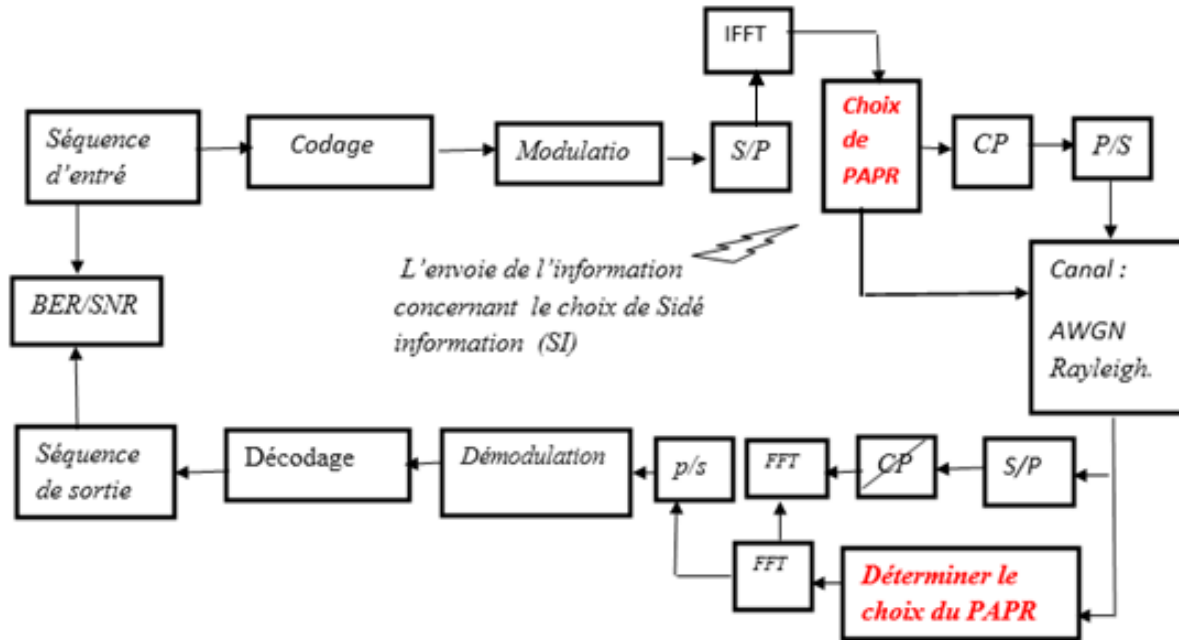 IFFT
Séquence
d'entré
Codage
Modulatio
S/P
Choix
de
PAPR
CP
P/S
L'envoie de l'information
concernant le choix de Sidé
information (SI)
Canal :
AWGN
Rayleigh.
BER/SNR
Séquence
de sortie
Décodage
Démodulation
p/s
FFT
CP
S/P
FFT
Déterminer le
choix du PAPR